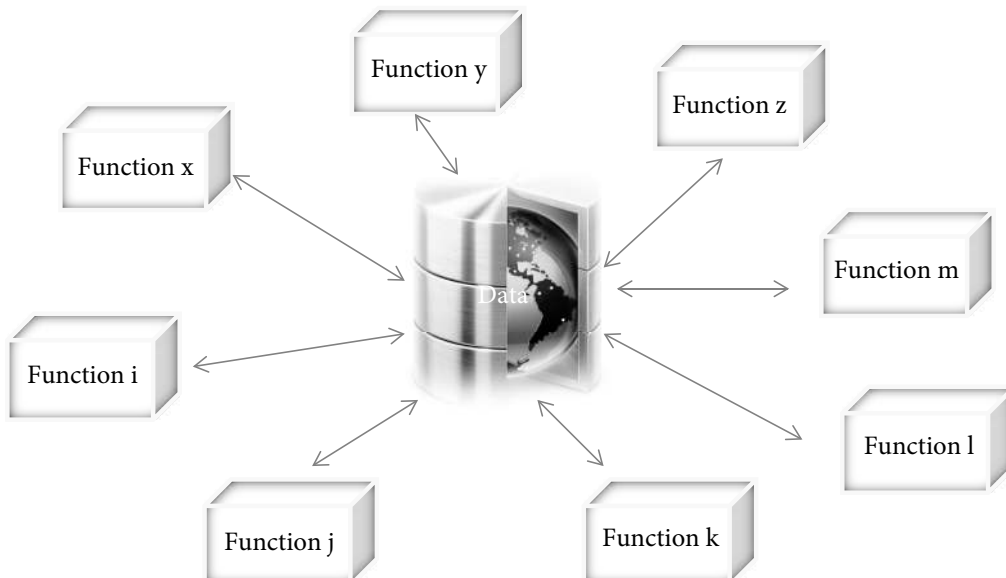 Function y
Function z
Function x
Function m
Data
Function i
Function l
Function j
Function k